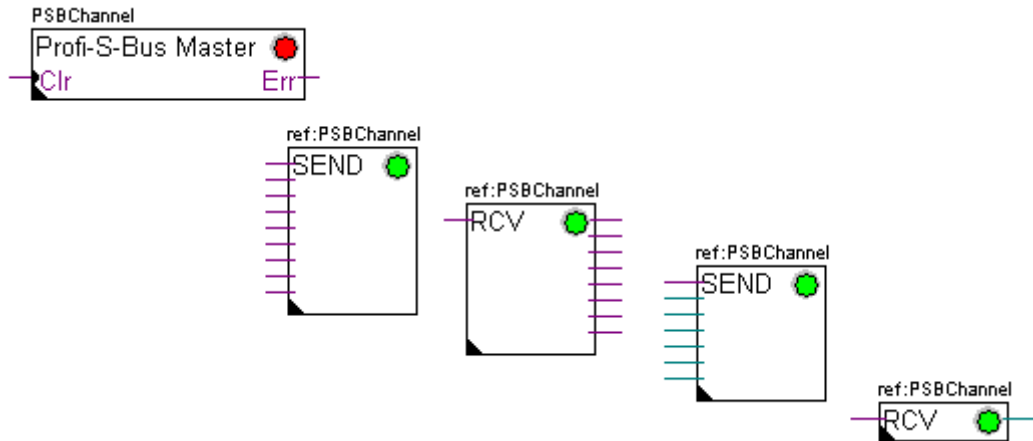 PSBChannel
Profi-S-Bus Master
Clr Err
ref:PSBChannel
SEND
ref:PSBChannel
RCV
ref:PSBChannel
SEND
ref:PSBChannel
RCV